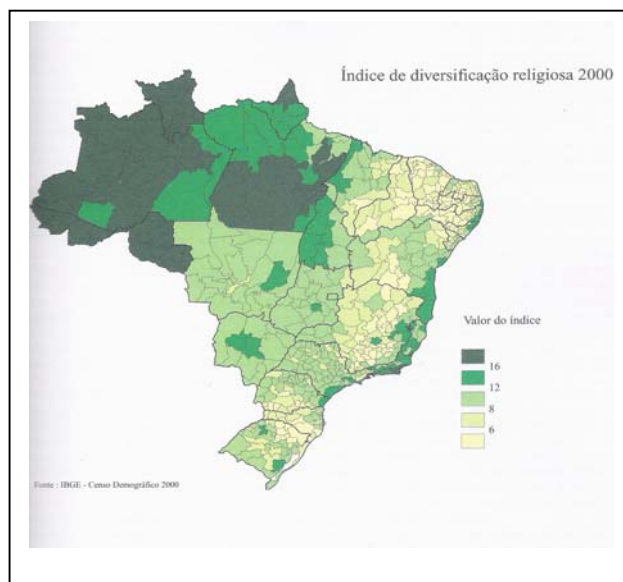 Índice de diversificação religiosa 2000
Valor do índice
16
12
8
6
Fonte : IBGE - Censo Demográfico 2000